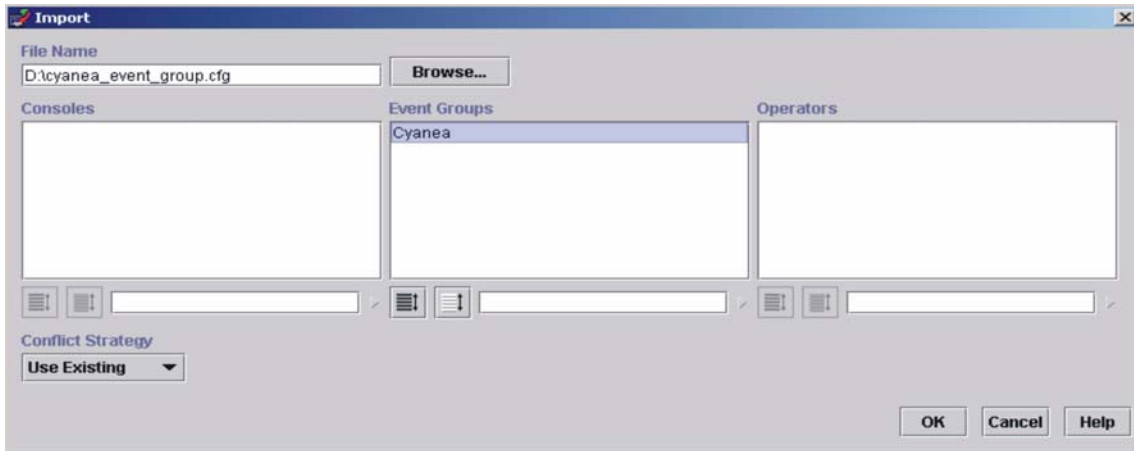 Import
File Name
D:\cyanea_event_group.cfg
Browse...
Consoles
Event Groups
Operators
Cyanea
Conflict Strategy
Use Existing
OK
Cancel
Help